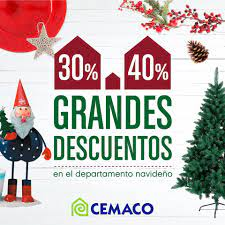 30% 40%
GRANDES
DESCUENTOS
en el departamento navideño
CEMACO